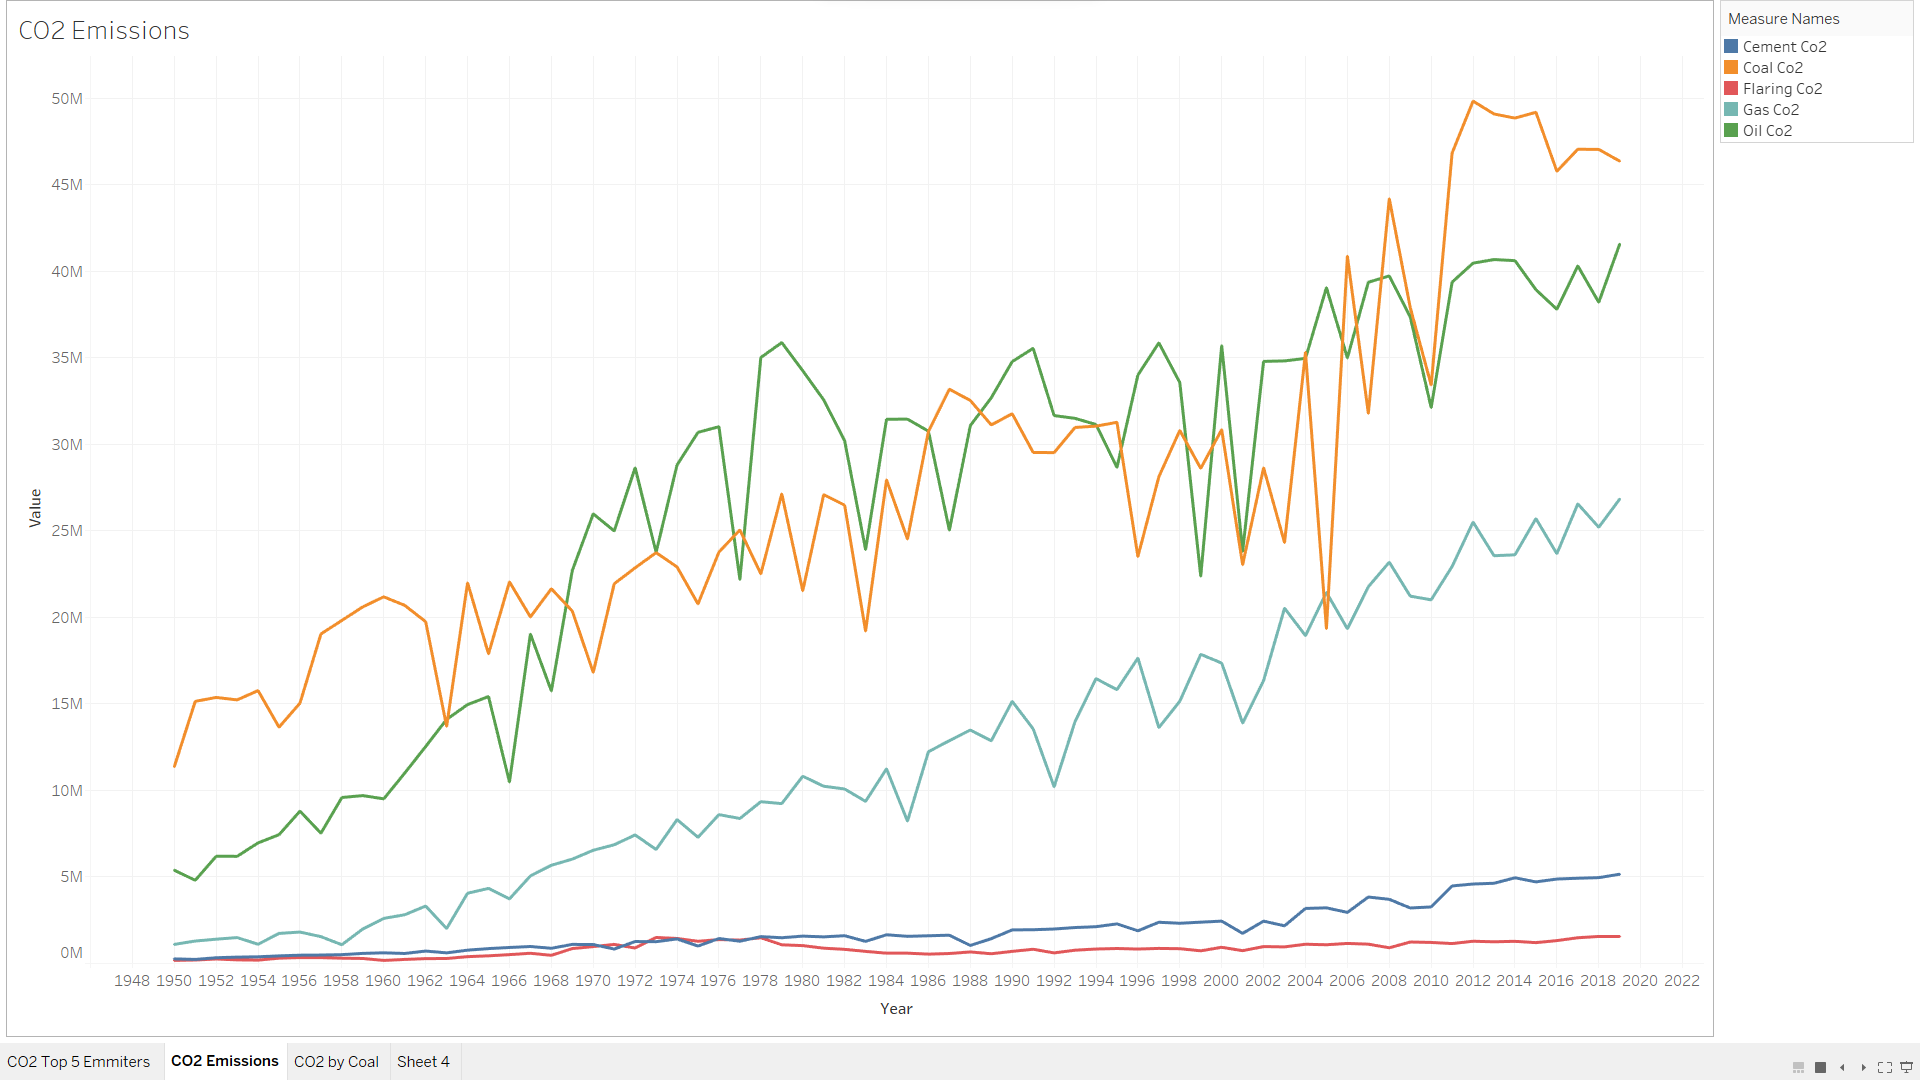 CO2 Emissions
Measure Names
Cement Co2
Coal Co2
Flaring Co2
Gas Co2
Oil Co2
50M
45M
40M
35M
30M
25M
20M
15M
10M
5M
0M
Value
1948 1950 1952 1954 1956 1958 1960 1962 1964 1966 1968 1970 1972 1974 1976 1978 1980 1982 1984 1986 1988 1990 1992 1994 1996 1998 2000 2002 2004 2006 2008 2010 2012 2014 2016 2018 2020 2022
Year
CO2 Top 5 Emmiters CO2 Emissions CO2 by Coal Sheet 4